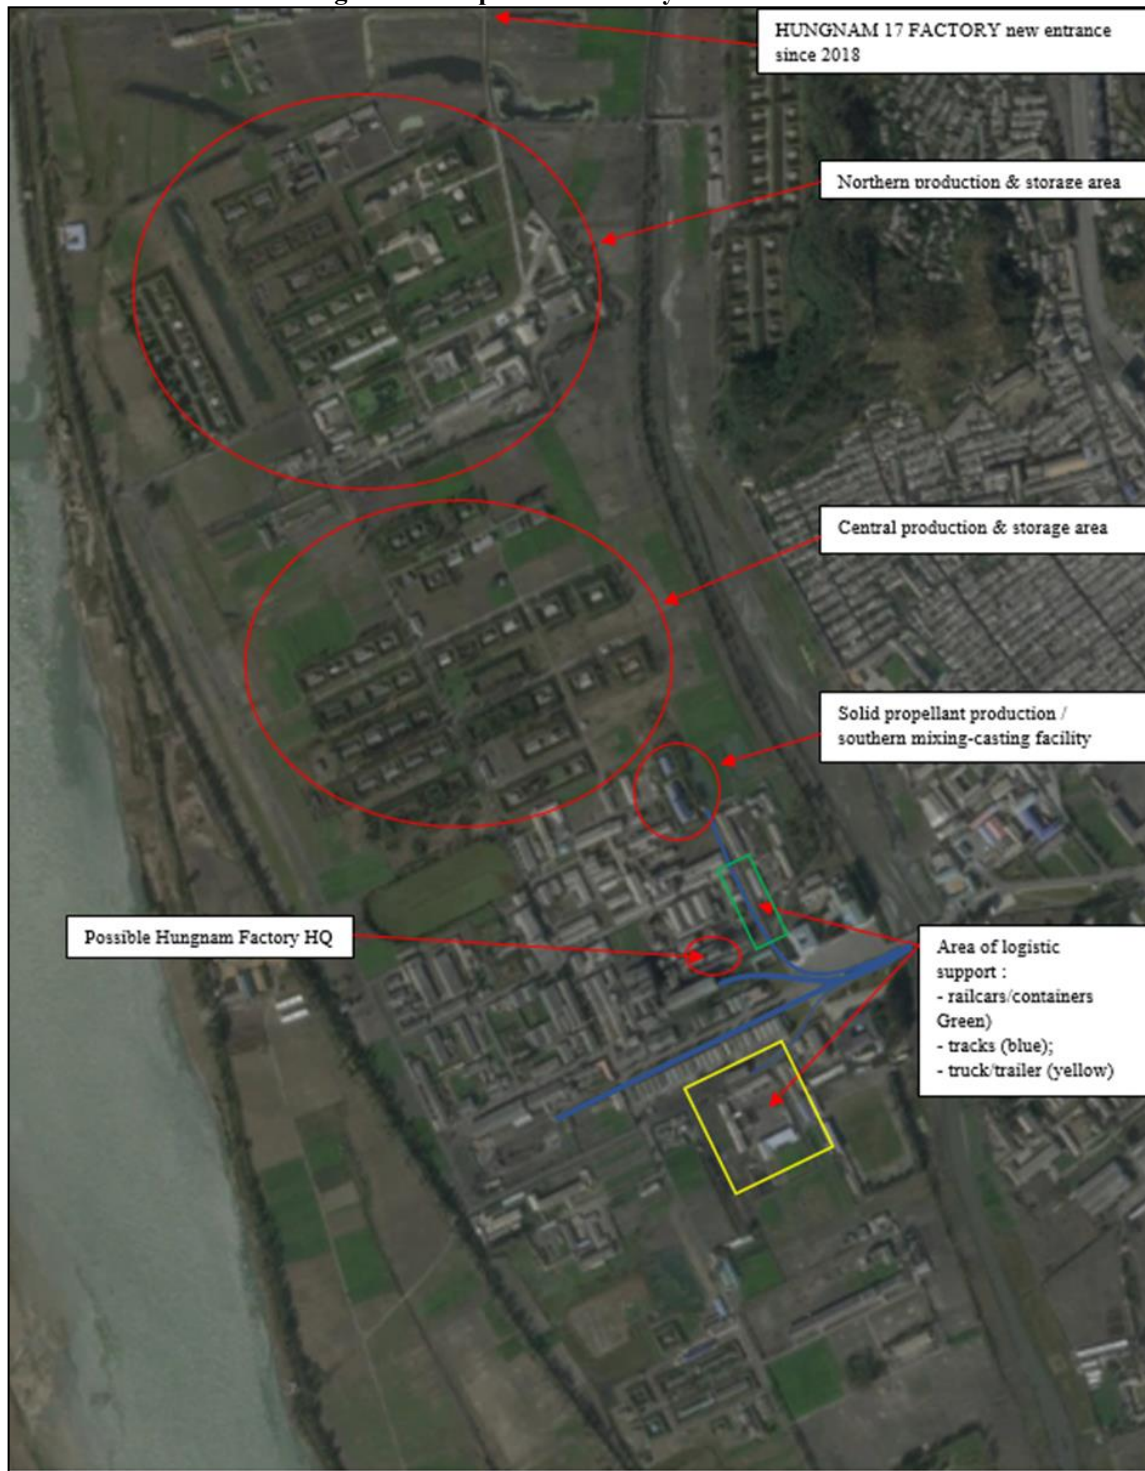 HUNGNAM 17 FACTORY new entrance
since 2018
Northern production & storage area
Central production & storage area
Solid propellant production /
southern mixing-casting facility
Possible Hungnam Factory HQ
Area of logistic
support :
- railcars/containers
Green)
- tracks (blue);
- truck/trailer (yellow)